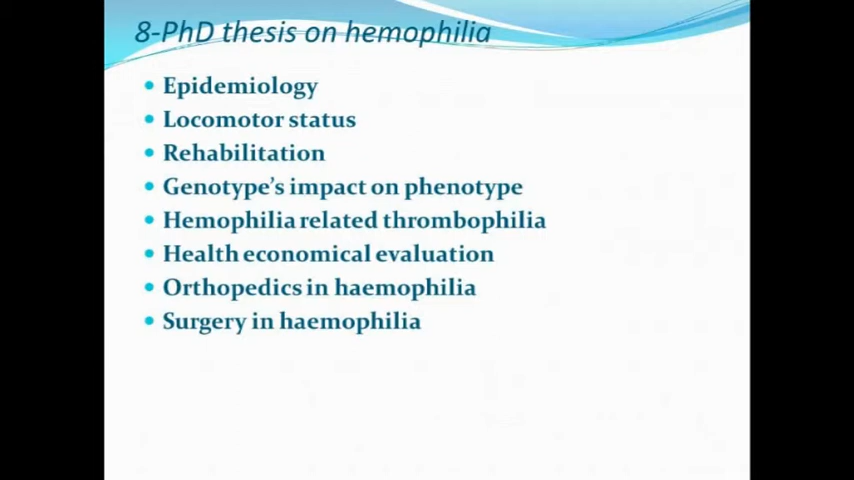 8-PhD thesis on hemophilia
Epidemiology
Locomotor status
Rehabilitation
Genotype's impact on phenotype
Hemophilia related thrombophilia
Health economical evaluation
Orthopedics in haemophilia
Surgery in haemophilia